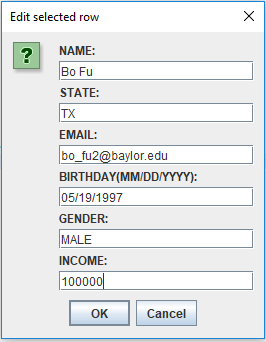 Edit selected row
?
NAME:
Bo Fu
STATE:
TX
EMAIL:
bo_fu2@baylor.edu
BIRTHDAY(MM/DD/YYYY):
05/19/1997
GENDER:
MALE
INCOME:
100000
OK Cancel